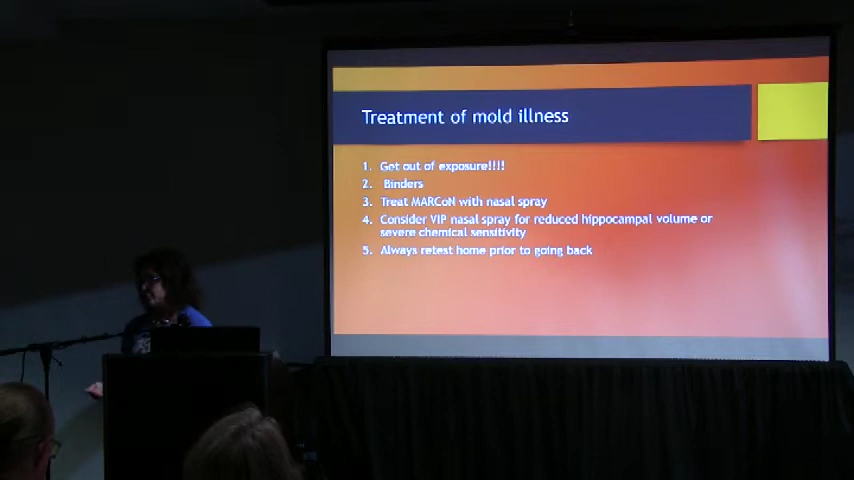 Treatment of mold illness
1. Get out of exposure!!!!
2. Binders
3. Treat MARCoN with nasal spray
4. Consider VIP nasal spray for reduced hippocampal volume or
severe chemical sensitivity
5. Always retest home prior to going back